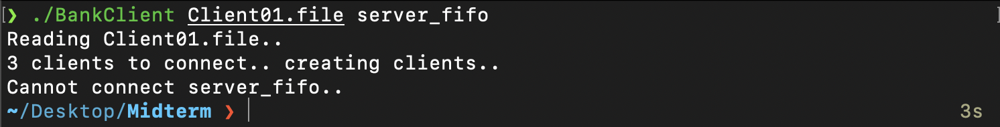 [❯ ./BankClient Client01.file server_fifo ]
Reading Client01.file..
3 clients to connect.. creating clients..
Cannot connect server_fifo..
~/Desktop/Midterm ❯ 3s